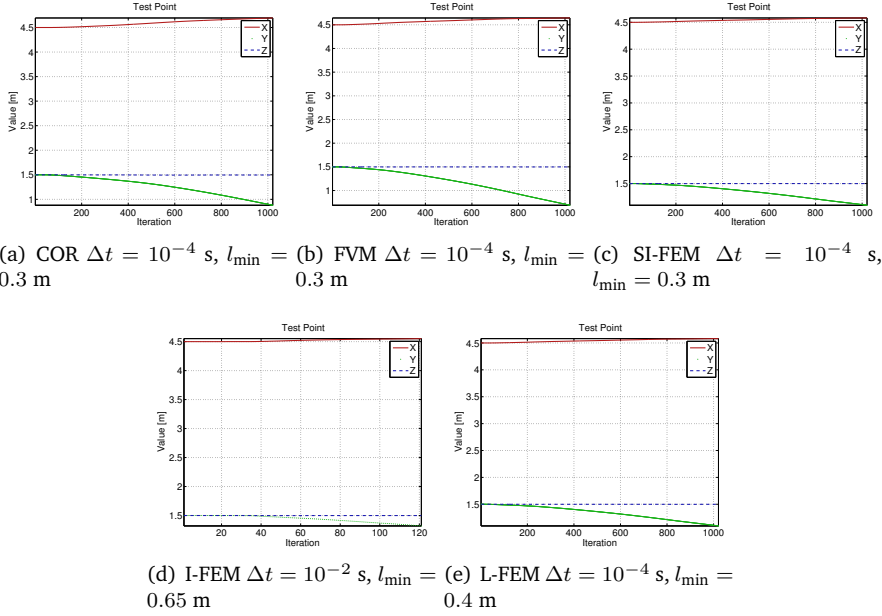 Test Point
Value [m]
4.5
4
3.5
3
2.5
2
1.5
1
200
400
600
800
1000
Iteration
X
Y
Z
Test Point
Value [m]
4.5
4
3.5
3
2.5
2
1.5
1
200
400
600
800
1000
Iteration
X
Y
Z
Test Point
Value [m]
4.5
4
3.5
3
2.5
2
1.5
200
400
600
800
1000
Iteration
X
Y
Z
(a) COR Δt = 10⁻⁴ s, l_min =
0.3 m
(b) FVM Δt = 10⁻⁴ s, l_min =
0.3 m
(c) SI-FEM Δt = 10⁻⁴ s,
l_min = 0.3 m
Test Point
Value [m]
4.5
4
3.5
3
2.5
2
1.5
20
40
60
80
100
120
Iteration
X
Y
Z
Test Point
Value [m]
4.5
4
3.5
3
2.5
2
1.5
200
400
600
800
1000
Iteration
X
Y
Z
(d) I-FEM Δt = 10⁻² s, l_min =
0.65 m
(e) L-FEM Δt = 10⁻⁴ s, l_min =
0.4 m